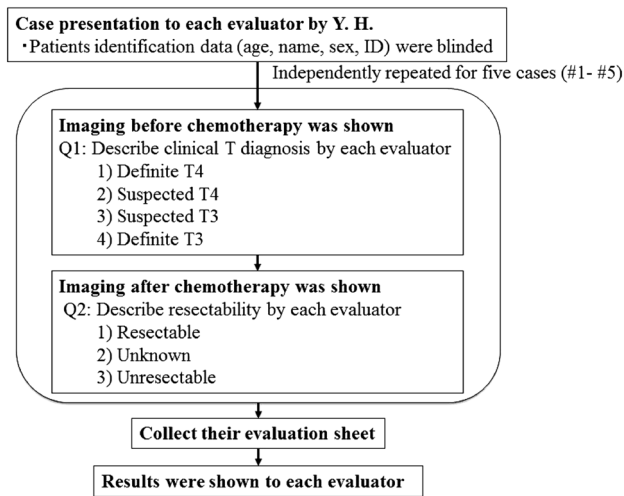 Case presentation to each evaluator by Y. H.
・Patients identification data (age, name, sex, ID) were blinded
Independently repeated for five cases (#1- #5)
Imaging before chemotherapy was shown
Q1: Describe clinical T diagnosis by each evaluator
1) Definite T4
2) Suspected T4
3) Suspected T3
4) Definite T3
Imaging after chemotherapy was shown
Q2: Describe resectability by each evaluator
1) Resectable
2) Unknown
3) Unresectable
Collect their evaluation sheet
Results were shown to each evaluator